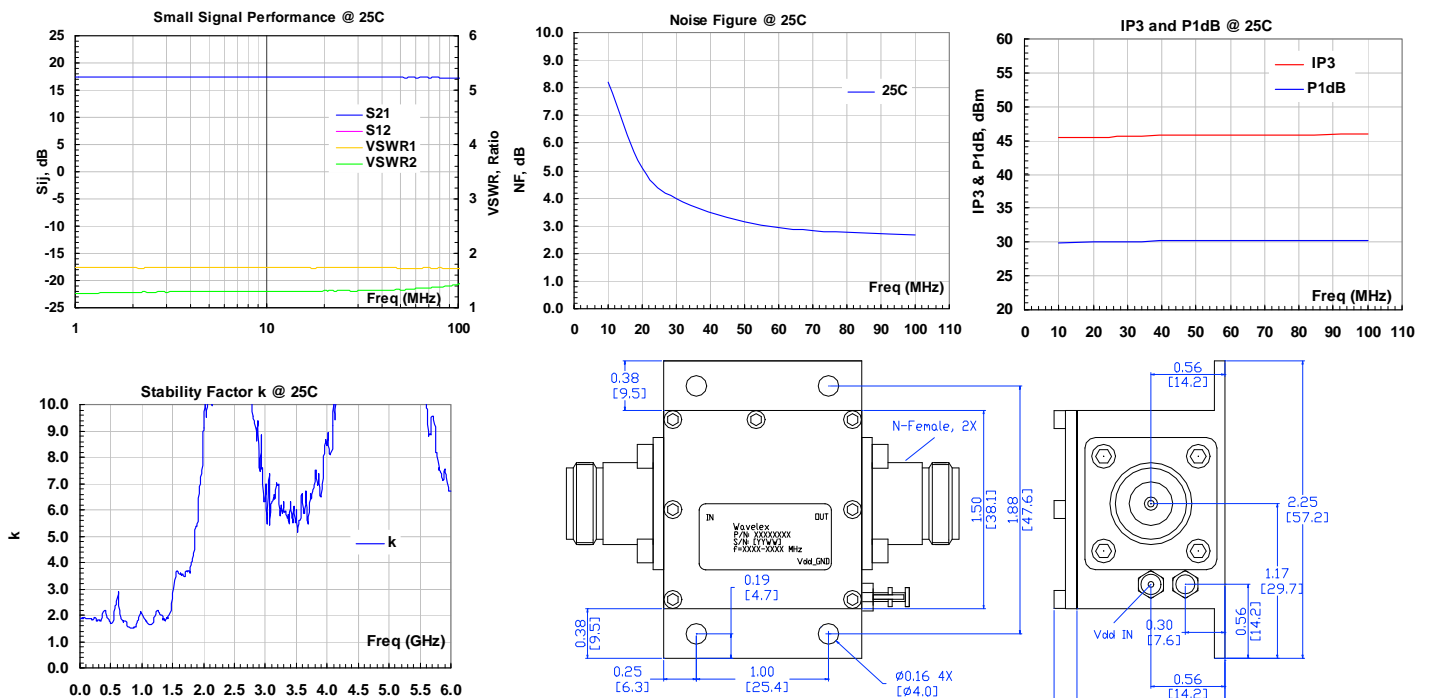 Small Signal Performance @ 25C
25
20
15
10
5
0
-5
-10
-15
-20
-25
Sij, dB
6
5
4
3
2
1
VSWR, Ratio
S21
S12
VSWR1
VSWR2
Freq (MHz)
1
10
100
Noise Figure @ 25C
10.0
9.0
8.0
7.0
6.0
5.0
4.0
3.0
2.0
1.0
0.0
NF, dB
25C
Freq (MHz)
0 10 20 30 40 50 60 70 80 90 100 110
IP3 and P1dB @ 25C
60
55
50
45
40
35
30
25
20
IP3 & P1dB, dBm
IP3
P1dB
Freq (MHz)
0 10 20 30 40 50 60 70 80 90 100 110
Stability Factor k @ 25C
10.0
9.0
8.0
7.0
6.0
5.0
4.0
3.0
2.0
1.0
0.0
k
k
Freq (GHz)
0.0 0.5 1.0 1.5 2.0 2.5 3.0 3.5 4.0 4.5 5.0 5.5 6.0
0.38
[9.5]
N-Female, 2X
IN
OUT
Wavelex
P/N: XXXXXXXX
S/N: [YYWW]
f=XXXX-XXXX MHz
Vdd_GND
1.50
[38.1]
1.88
[47.6]
0.19
[4.7]
0.38
[9.5]
0.25
[6.3]
1.00
[25.4]
Ø0.16 4X
[Ø4.0]
0.56
[14.2]
2.25
[57.2]
1.17
[29.7]
0.56
[14.2]
0.30
[7.6]
Vdd IN
0.56
[14.2]